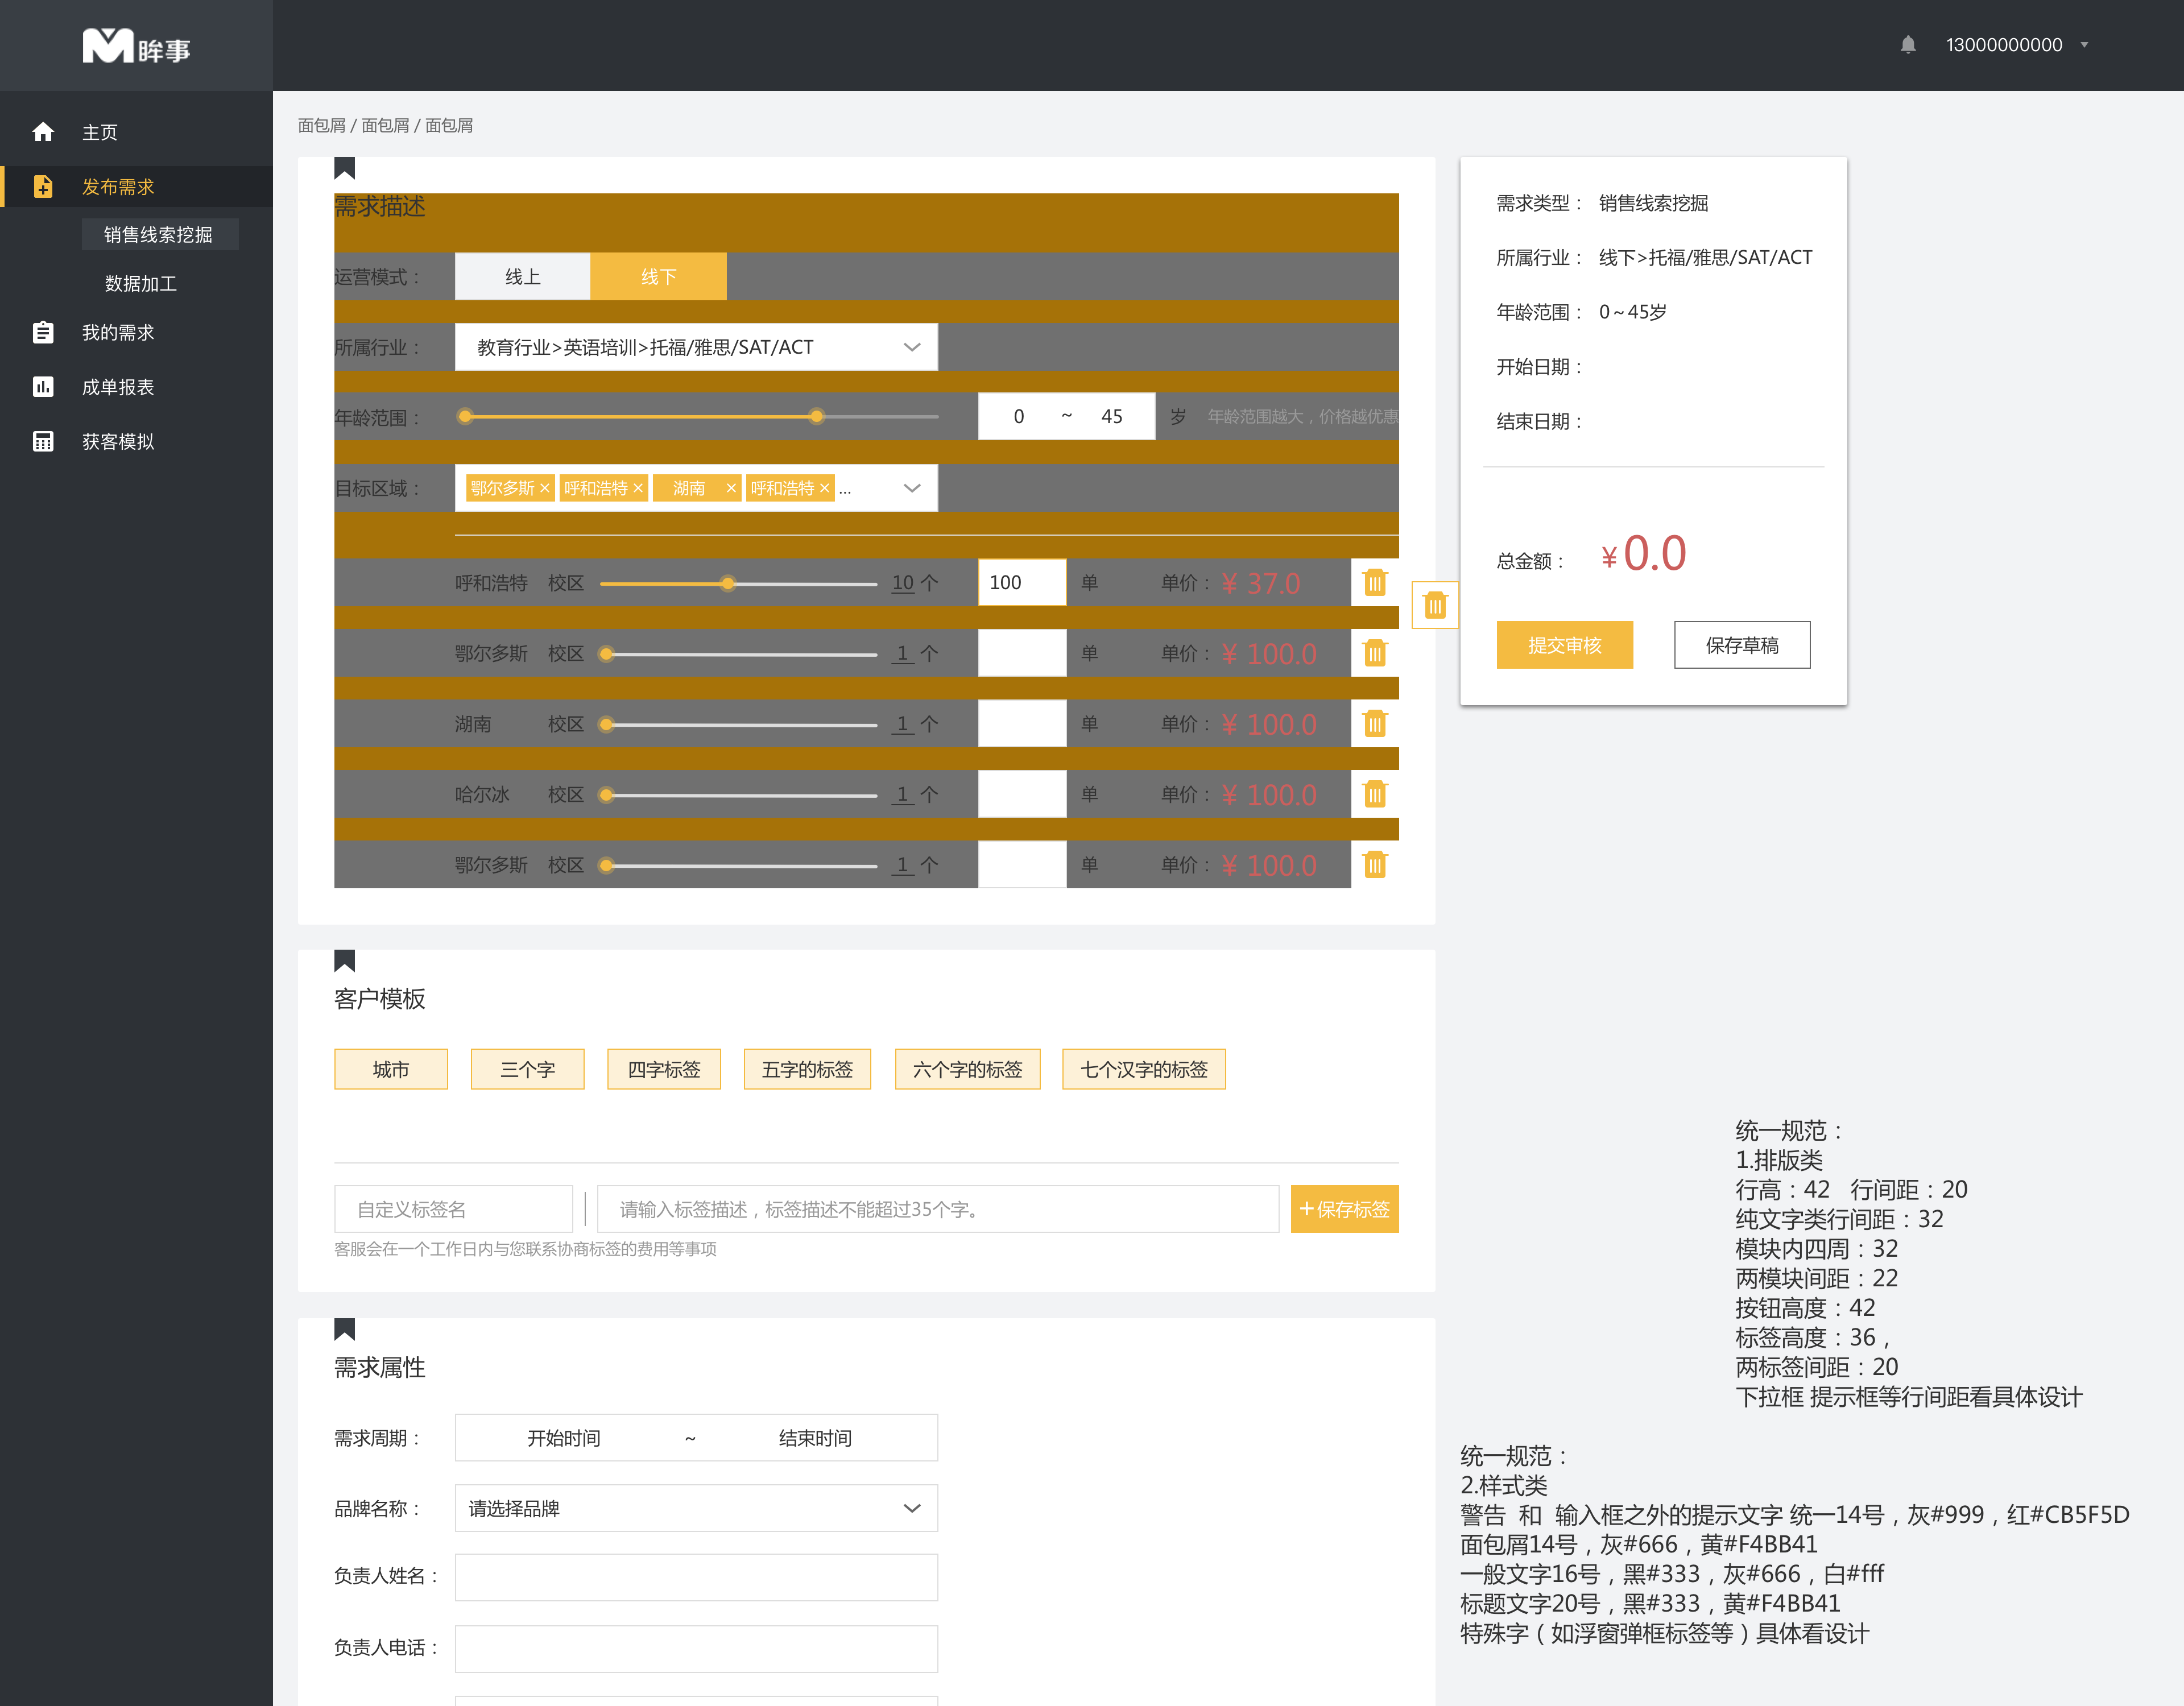 眸事
13000000000
主页
发布需求
销售线索挖掘
数据加工
我的需求
成单报表
获客模拟
面包屑 / 面包屑 / 面包屑
需求描述
运营模式： 线上 线下
所属行业： 教育行业>英语培训>托福/雅思/SAT/ACT
年龄范围： 0 ~ 45 岁 年龄范围越大，价格越优惠
目标区域： 鄂尔多斯 × 呼和浩特 × 湖南 × 呼和浩特 × ...
呼和浩特 校区 10 个 100 单 单价：¥ 37.0
鄂尔多斯 校区 1 个 单 单价：¥ 100.0
湖南 校区 1 个 单 单价：¥ 100.0
哈尔冰 校区 1 个 单 单价：¥ 100.0
鄂尔多斯 校区 1 个 单 单价：¥ 100.0
需求类型： 销售线索挖掘
所属行业： 线下>托福/雅思/SAT/ACT
年龄范围： 0～45岁
开始日期：
结束日期：
总金额： ¥0.0
提交审核 保存草稿
客户模板
城市 三个字 四字标签 五字的标签 六个字的标签 七个汉字的标签
自定义标签名 请输入标签描述，标签描述不能超过35个字。 +保存标签
客服会在一个工作日内与您联系协商标签的费用等事项
需求属性
需求周期： 开始时间 ~ 结束时间
品牌名称： 请选择品牌
负责人姓名：
负责人电话：
统一规范：
1.排版类
行高：42 行间距：20
纯文字类行间距：32
模块内四周：32
两模块间距：22
按钮高度：42
标签高度：36，
两标签间距：20
下拉框 提示框等行间距看具体设计
统一规范：
2.样式类
警告 和 输入框之外的提示文字 统一14号，灰#999，红#CB5F5D
面包屑14号，灰#666，黄#F4BB41
一般文字16号，黑#333，灰#666，白#fff
标题文字20号，黑#333，黄#F4BB41
特殊字（如浮窗弹框标签等）具体看设计